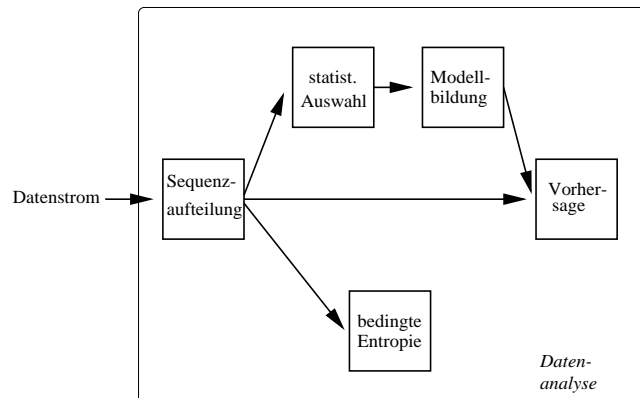 statist.
Auswahl
Modell-
bildung
Datenstrom
Sequenz-
aufteilung
Vorher-
sage
bedingte
Entropie
Daten-
analyse